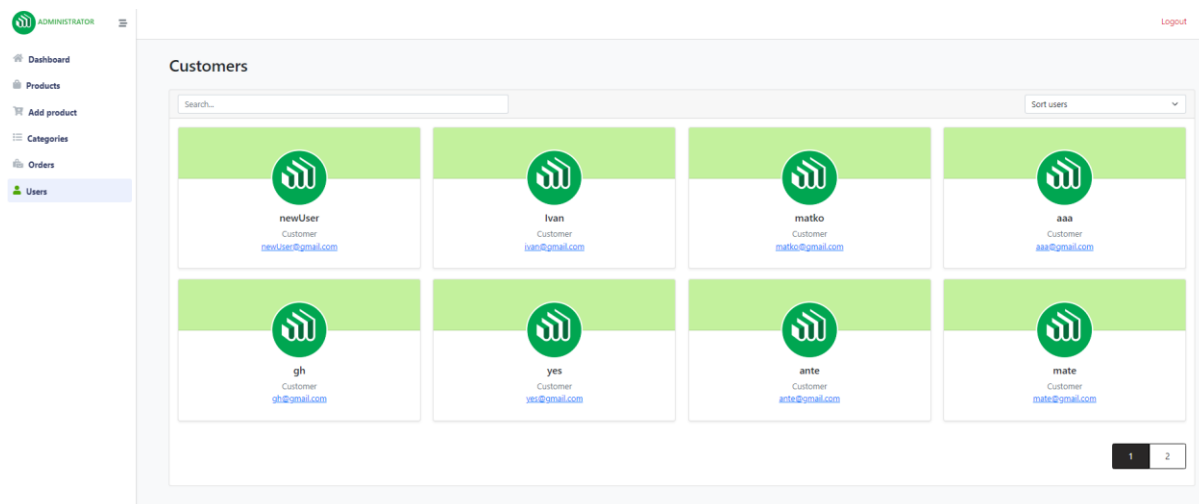 ADMINISTRATOR
Logout
Dashboard
Products
Add product
Categories
Orders
Users
Customers
Search...
Sort users
newUser
Customer
newUser@gmail.com
Ivan
Customer
ivan@gmail.com
matko
Customer
matko@gmail.com
aaa
Customer
aaa@gmail.com
gh
Customer
gh@gmail.com
yes
Customer
yes@gmail.com
ante
Customer
ante@gmail.com
mate
Customer
mate@gmail.com
1 2